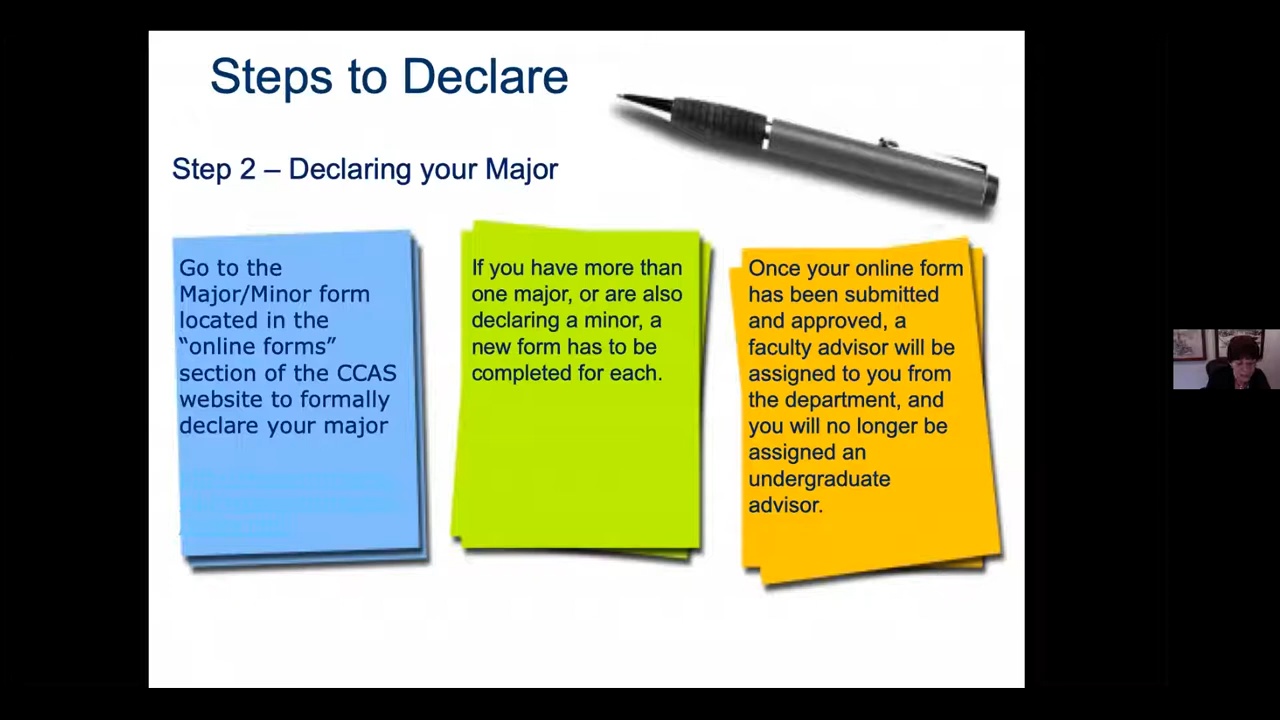 Steps to Declare
Step 2 – Declaring your Major
Go to the
Major/Minor form
located in the
“online forms”
section of the CCAS
website to formally
declare your major
If you have more than
one major, or are also
declaring a minor, a
new form has to be
completed for each.
Once your online form
has been submitted
and approved, a
faculty advisor will be
assigned to you from
the department, and
you will no longer be
assigned an
undergraduate
advisor.